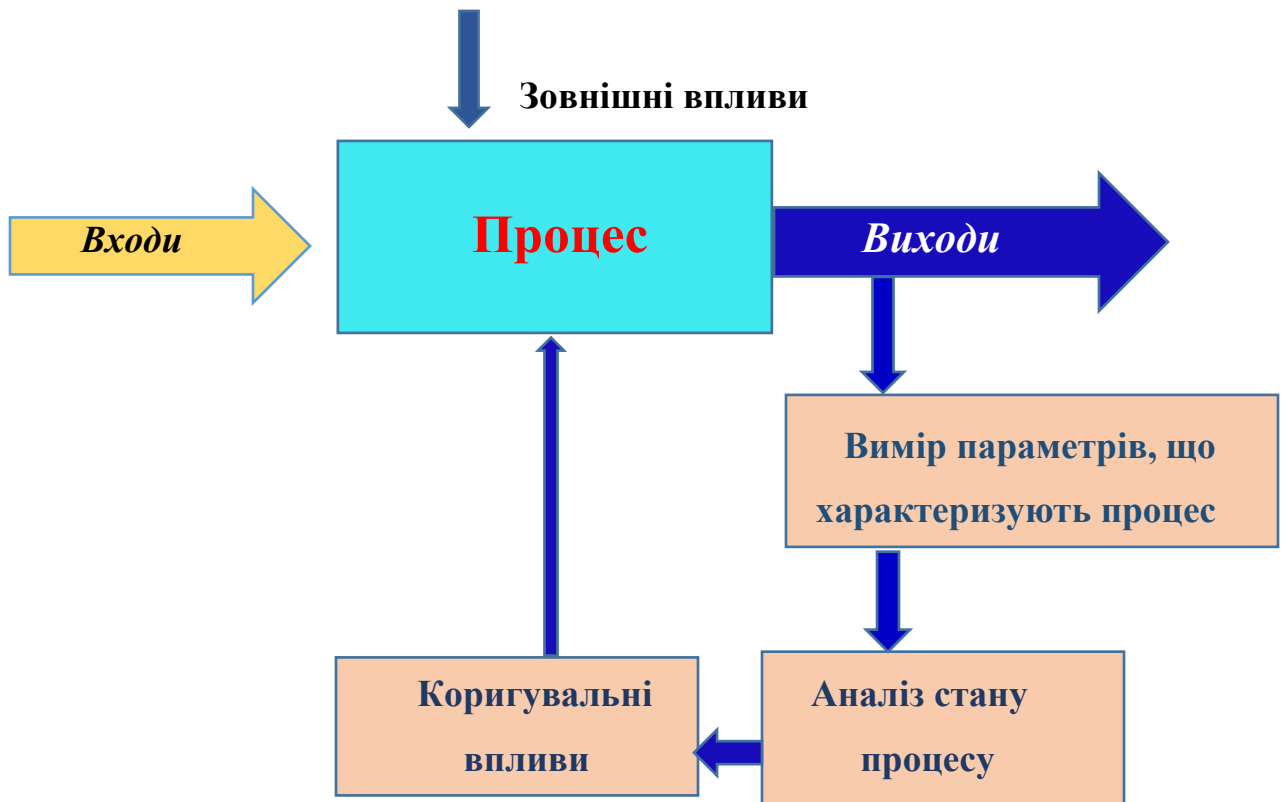 Зовнішні впливи
Входи
Процес
Виходи
Вимір параметрів, що
характеризують процес
Коригувальні
впливи
Аналіз стану
процесу